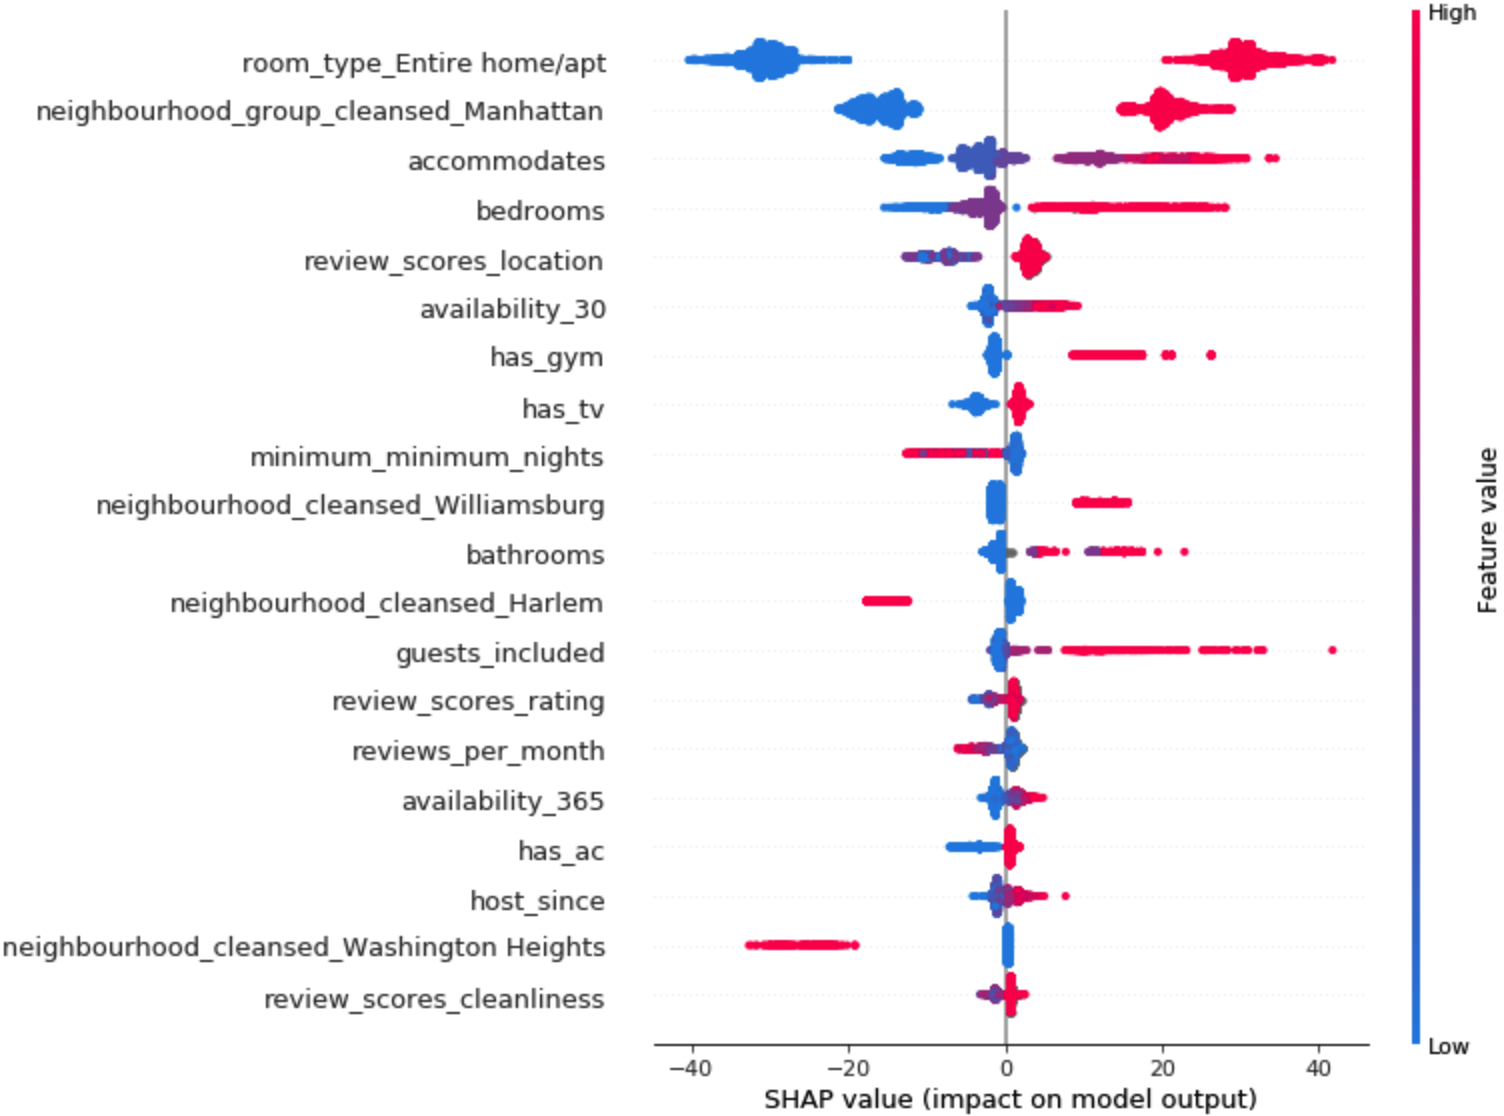 High
room_type_Entire home/apt
neighbourhood_group_cleansed_Manhattan
accommodates
bedrooms
review_scores_location
availability_30
has_gym
has_tv
minimum_minimum_nights
neighbourhood_cleansed_Williamsburg
bathrooms
neighbourhood_cleansed_Harlem
guests_included
review_scores_rating
reviews_per_month
availability_365
has_ac
host_since
neighbourhood_cleansed_Washington Heights
review_scores_cleanliness
Feature value
Low
−40 −20 0 20 40
SHAP value (impact on model output)